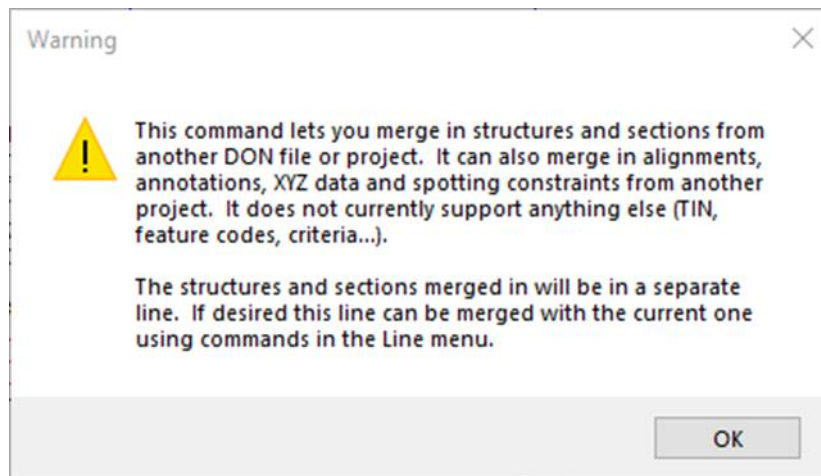 Warning
This command lets you merge in structures and sections from
another DON file or project.  It can also merge in alignments,
annotations, XYZ data and spotting constraints from another
project.  It does not currently support anything else (TIN,
feature codes, criteria...).
The structures and sections merged in will be in a separate
line.  If desired this line can be merged with the current one
using commands in the Line menu.
OK